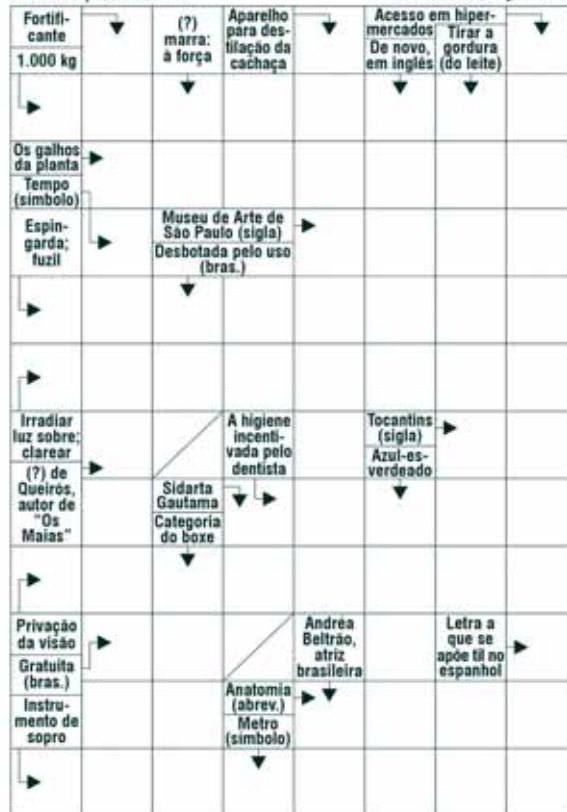 Fortifi-
cante
1.000 kg
(?)
marra:
à força
Aparelho
para des-
tilação da
cachaça
Acesso em hiper-
mercados
De novo,
em inglês
Tirar a
gordura
(do leite)
Os galhos
da planta
Tempo
(símbolo)
Espin-
garda;
fuzil
Museu de Arte de
São Paulo (sigla)
Desbotada pelo uso
(bras.)
Irradiar
luz sobre;
clarear
(?) de
Queirós,
autor de
"Os
Maias"
A higiene
incenti-
vada pelo
dentista
Tocantins
(sigla)
Azul-es-
verdeado
Sidarta
Gautama
Categoria
do boxe
Privação
da visão
Gratuita
(bras.)
Instru-
mento de
sopro
Andréa
Beltrão,
atriz
brasileira
Letra a
que se
apõe til no
espanhol
Anatomia
(abrev.)
Metro
(símbolo)